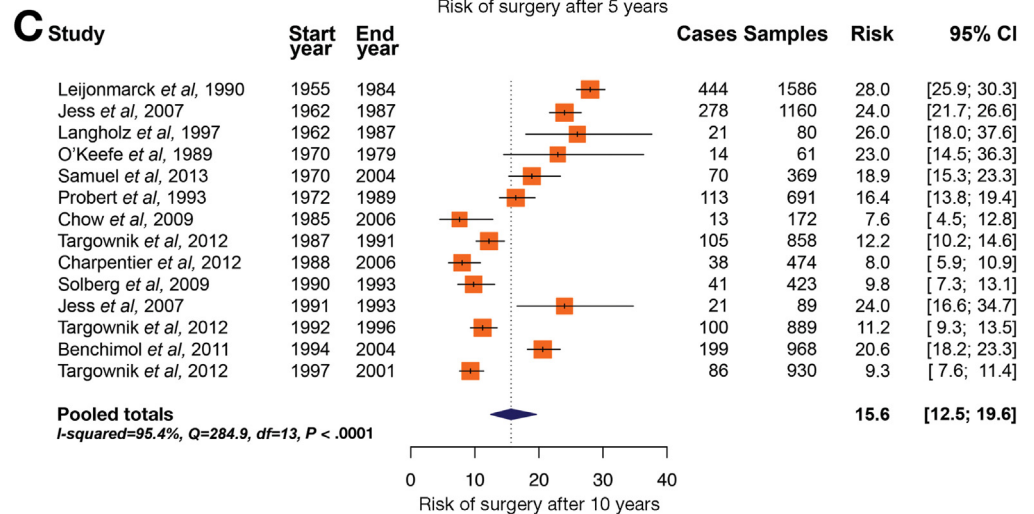 Risk of surgery after 5 years
C Study Start year End year Cases Samples Risk 95% CI
Leijonmarck et al, 1990 1955 1984 444 1586 28.0 [25.9; 30.3]
Jess et al, 2007 1962 1987 278 1160 24.0 [21.7; 26.6]
Langholz et al, 1997 1962 1987 21 80 26.0 [18.0; 37.6]
O'Keefe et al, 1989 1970 1979 14 61 23.0 [14.5; 36.3]
Samuel et al, 2013 1970 2004 70 369 18.9 [15.3; 23.3]
Probert et al, 1993 1972 1989 113 691 16.4 [13.8; 19.4]
Chow et al, 2009 1985 2006 13 172 7.6 [ 4.5; 12.8]
Targownik et al, 2012 1987 1991 105 858 12.2 [10.2; 14.6]
Charpentier et al, 2012 1988 2006 38 474 8.0 [ 5.9; 10.9]
Solberg et al, 2009 1990 1993 41 423 9.8 [ 7.3; 13.1]
Jess et al, 2007 1991 1993 21 89 24.0 [16.6; 34.7]
Targownik et al, 2012 1992 1996 100 889 11.2 [ 9.3; 13.5]
Benchimol et al, 2011 1994 2004 199 968 20.6 [18.2; 23.3]
Targownik et al, 2012 1997 2001 86 930 9.3 [ 7.6; 11.4]
Pooled totals 15.6 [12.5; 19.6]
I-squared=95.4%, Q=284.9, df=13, P < .0001
0 10 20 30 40
Risk of surgery after 10 years